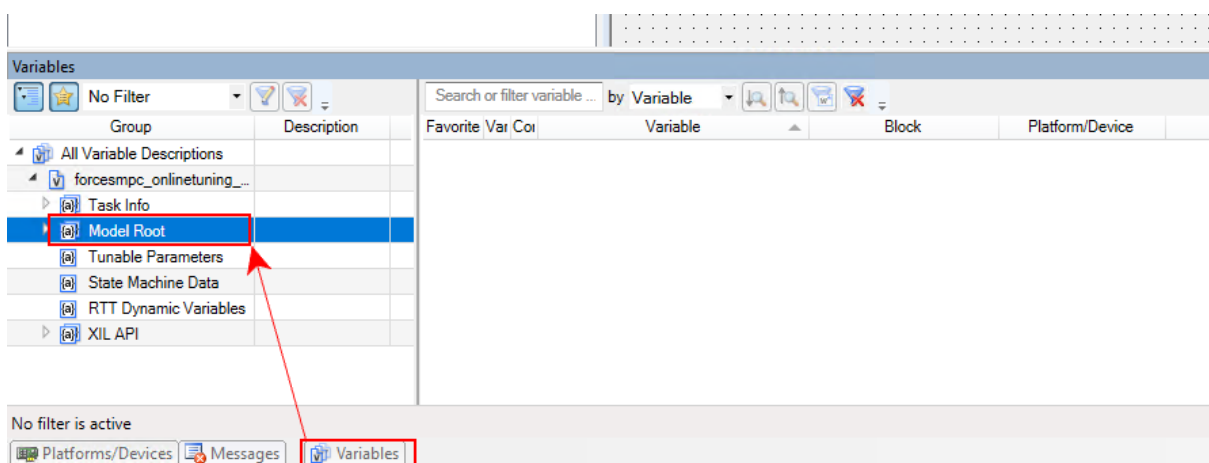 Variables
No Filter
Search or filter variable ... by Variable
Group Description Favorite Var Cor Variable Block Platform/Device
All Variable Descriptions
forcesmpc_onlinetuning_...
Task Info
Model Root
Tunable Parameters
State Machine Data
RTT Dynamic Variables
XIL API
No filter is active
Platforms/Devices Messages Variables